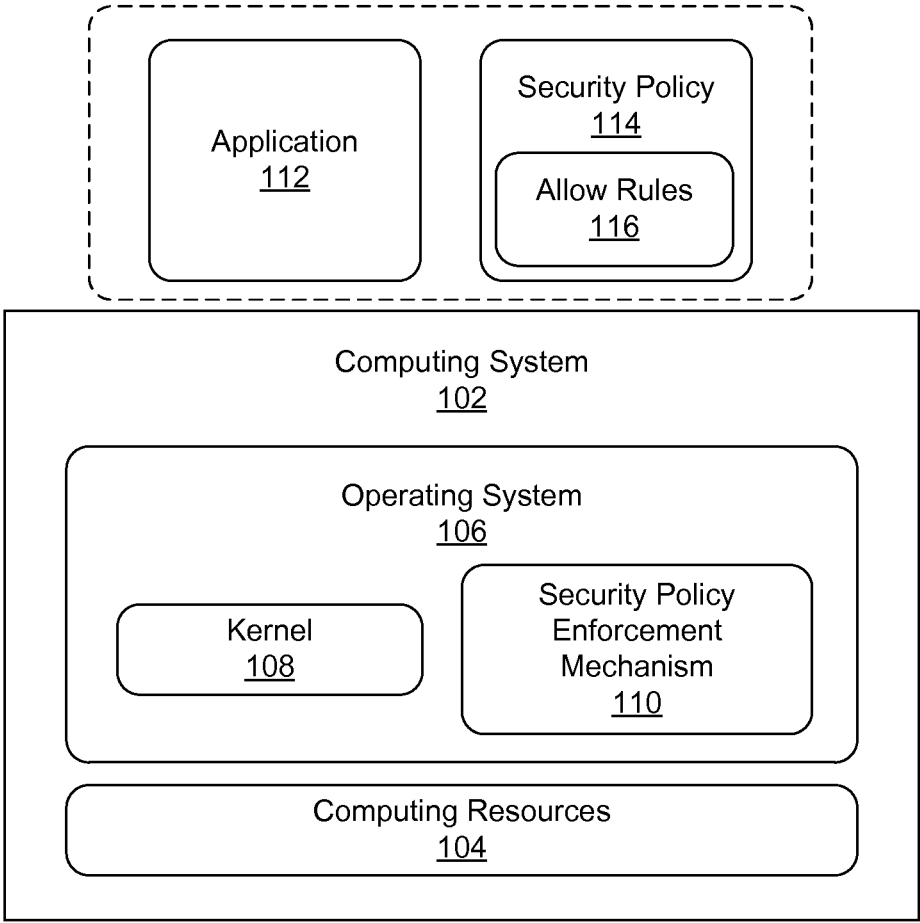 Application
112
Security Policy
114
Allow Rules
116
Computing System
102
Operating System
106
Kernel
108
Security Policy
Enforcement
Mechanism
110
Computing Resources
104